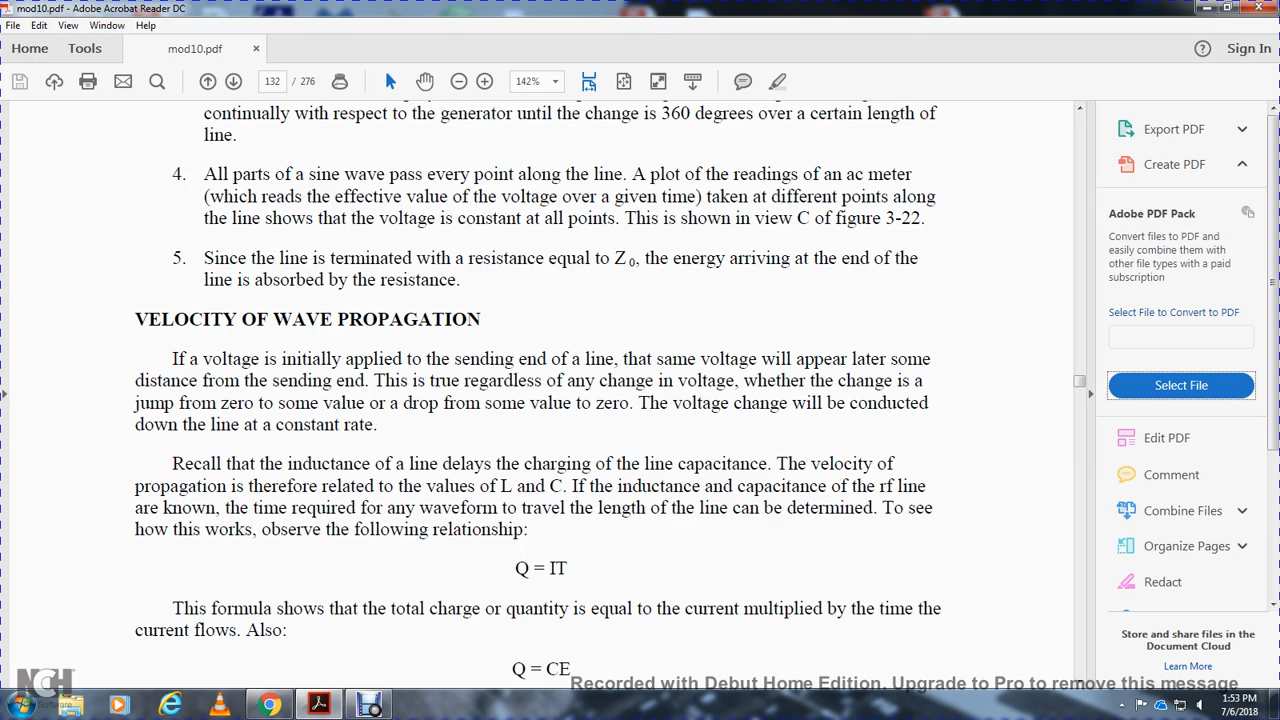 mod10.pdf - Adobe Acrobat Reader DC
File Edit View Window Help
Home Tools mod10.pdf × Sign In
132 / 276 142%
continually with respect to the generator until the change is 360 degrees over a certain length of
line.
4. All parts of a sine wave pass every point along the line. A plot of the readings of an ac meter
(which reads the effective value of the voltage over a given time) taken at different points along
the line shows that the voltage is constant at all points. This is shown in view C of figure 3-22.
5. Since the line is terminated with a resistance equal to Z 0, the energy arriving at the end of the
line is absorbed by the resistance.
VELOCITY OF WAVE PROPAGATION
If a voltage is initially applied to the sending end of a line, that same voltage will appear later some
distance from the sending end. This is true regardless of any change in voltage, whether the change is a
jump from zero to some value or a drop from some value to zero. The voltage change will be conducted
down the line at a constant rate.
Recall that the inductance of a line delays the charging of the line capacitance. The velocity of
propagation is therefore related to the values of L and C. If the inductance and capacitance of the rf line
are known, the time required for any waveform to travel the length of the line can be determined. To see
how this works, observe the following relationship:
Q = IT
This formula shows that the total charge or quantity is equal to the current multiplied by the time the
current flows. Also:
Q = CE
Export PDF
Create PDF
Adobe PDF Pack
Convert files to PDF and
easily combine them with
other file types with a paid
subscription
Select File to Convert to PDF
Select File
Edit PDF
Comment
Combine Files
Organize Pages
Redact
Store and share files in the
Document Cloud
Learn More
NCH
Software
Recorded with Debut Home Edition. Upgrade to Pro to remove this message
1:53 PM
7/6/2018